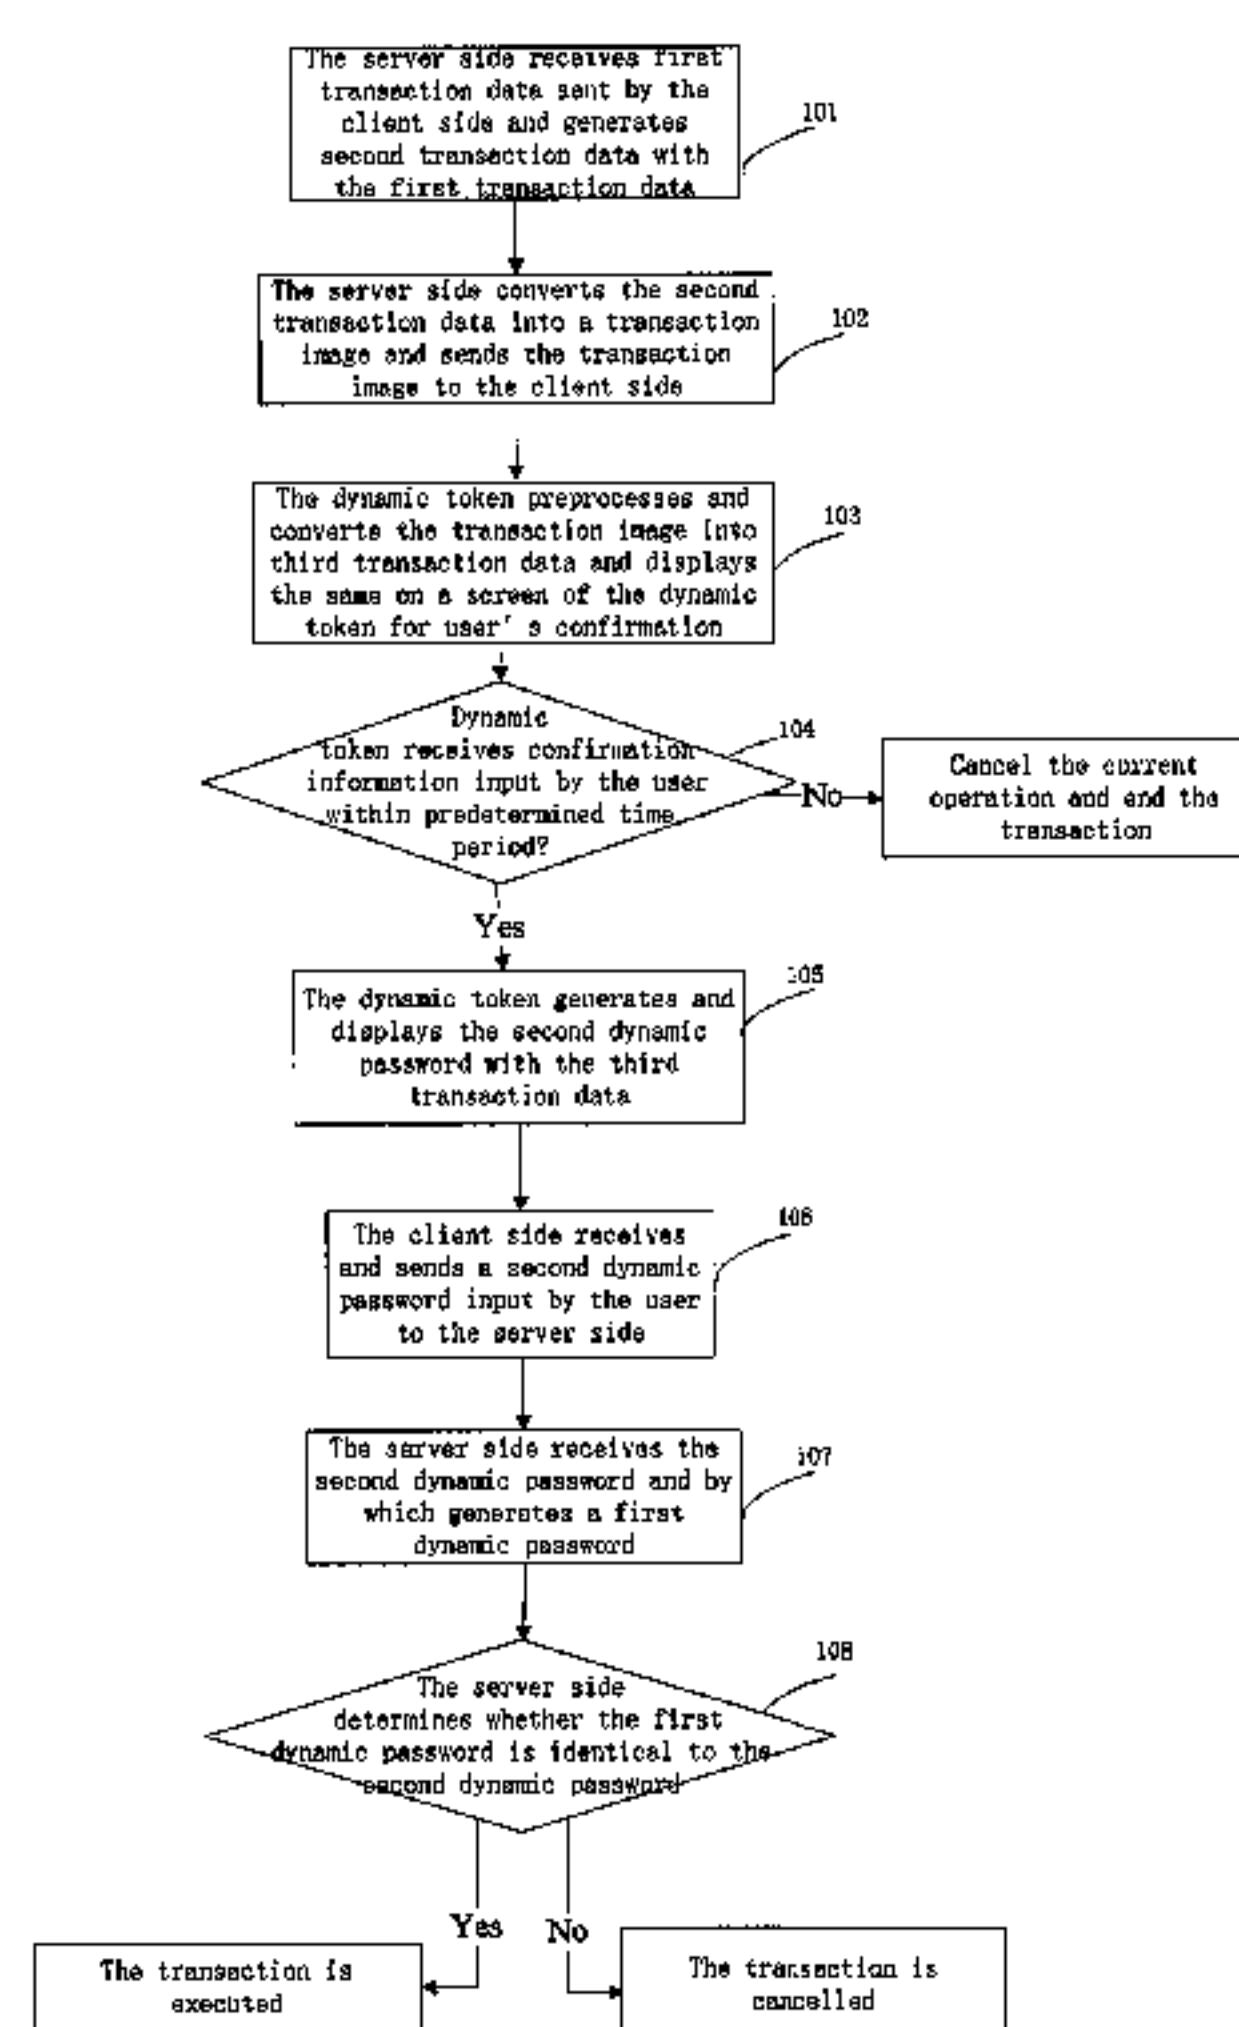 The server side receives first
transaction data sent by the
client side and generates
second transaction data with
the first transaction data
101
The server side converts the second
transaction data into a transaction
image and sends the transaction
image to the client side
102
The dynamic token preprocesses and
converts the transaction image into
third transaction data and displays
the same on a screen of the dynamic
token for user's confirmation
103
Dynamic
token receives confirmation
information input by the user
within predetermined time
period?
104
No
Cancel the current
operation and end the
transaction
Yes
The dynamic token generates and
displays the second dynamic
password with the third
transaction data
105
The client side receives
and sends a second dynamic
password input by the user
to the server side
106
The server side receives the
second dynamic password and by
which generates a first
dynamic password
107
The server side
determines whether the first
dynamic password is identical to the
second dynamic password
108
Yes
No
The transaction is
executed
The transaction is
cancelled